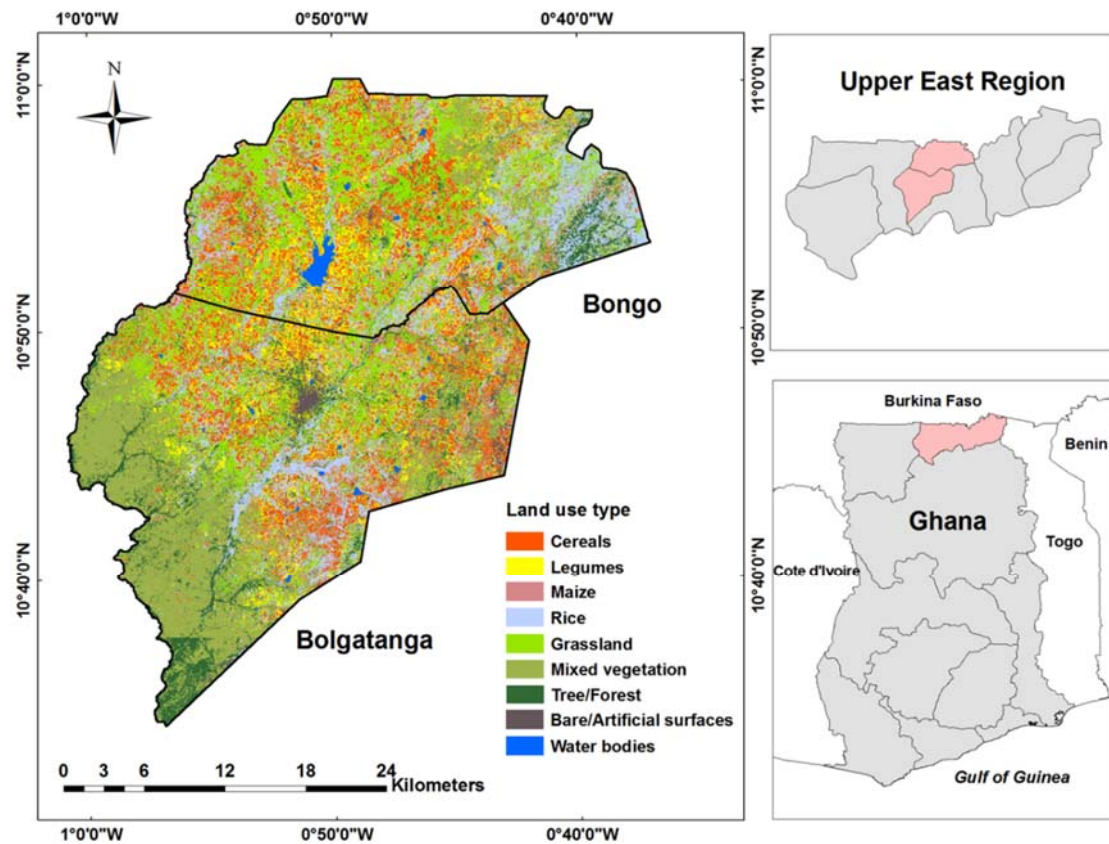 1°0'0"W
0°50'0"W
0°40'0"W
N
11°0'0"N
10°50'0"N
10°40'0"N
Bongo
Bolgatanga
Land use type
Cereals
Legumes
Maize
Rice
Grassland
Mixed vegetation
Tree/Forest
Bare/Artificial surfaces
Water bodies
0 3 6 12 18 24
Kilometers
1°0'0"W
0°50'0"W
0°40'0"W
11°0'0"N
10°50'0"N
10°40'0"N
Upper East Region
Burkina Faso
Benin
Ghana
Togo
Cote d'Ivoire
Gulf of Guinea